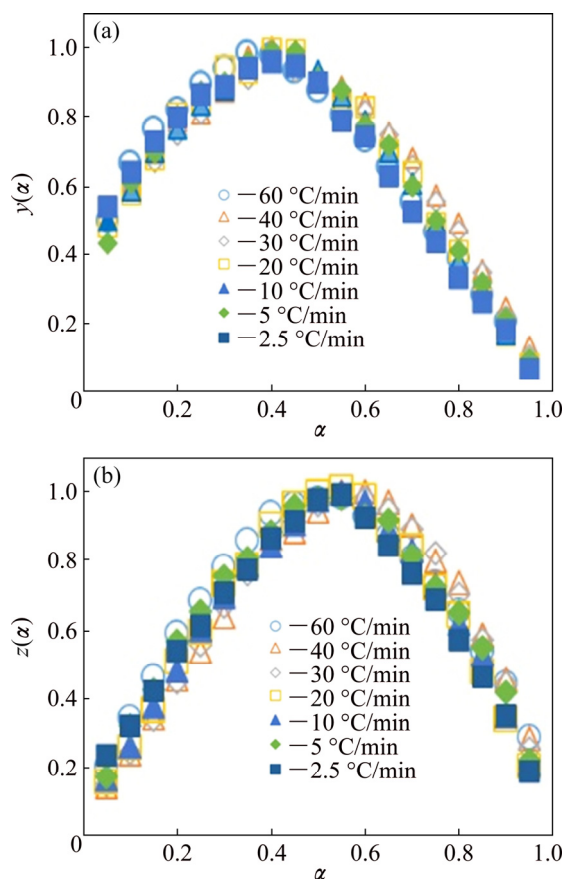 (a)
1.0
0.8
0.6
0.4
0.2
0
y(α)
—60 °C/min
—40 °C/min
—30 °C/min
—20 °C/min
—10 °C/min
—5 °C/min
—2.5 °C/min
0.2 0.4 0.6 0.8 1.0
α
(b)
1.0
0.8
0.6
0.4
0.2
0
z(α)
—60 °C/min
—40 °C/min
—30 °C/min
—20 °C/min
—10 °C/min
—5 °C/min
—2.5 °C/min
0.2 0.4 0.6 0.8 1.0
α